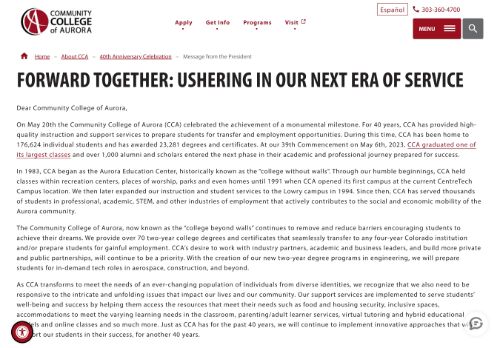 COMMUNITY
COLLEGE
of AURORA
Español
303-360-4700
Apply
Get Info
Programs
Visit
MENU
Home – About CCA – 40th Anniversary Celebration – Message from the President
FORWARD TOGETHER: USHERING IN OUR NEXT ERA OF SERVICE
Dear Community College of Aurora,
On May 20th the Community College of Aurora (CCA) celebrated the achievement of a monumental milestone. For 40 years, CCA has provided high-
quality instruction and support services to prepare students for transfer and employment opportunities. During this time, CCA has been home to
176,624 individual students and has awarded 23,281 degrees and certificates. At our 39th Commencement on May 6th, 2023, CCA graduated one of
its largest classes and over 1,000 alumni and scholars entered the next phase in their academic and professional journey prepared for success.
In 1983, CCA began as the Aurora Education Center, historically known as the "college without walls". Through our humble beginnings, CCA held
classes within recreation centers, places of worship, parks and even homes until 1991 when CCA opened its first campus at the current CentreTech
Campus location. We then later expanded our instruction and student services to the Lowry campus in 1994. Since then, CCA has served thousands
of students in professional, academic, STEM, and other industries of employment that actively contributes to the social and economic mobility of the
Aurora community.
The Community College of Aurora, now known as the "college beyond walls" continues to remove and reduce barriers encouraging students to
achieve their dreams. We provide over 70 two-year college degrees and certificates that seamlessly transfer to any four-year Colorado institution
and/or prepare students for gainful employment. CCA's desire to work with industry partners, academic and business leaders, and build more private
and public partnerships, will continue to be a priority. With the creation of our new two-year degree programs in engineering, we will prepare
students for in-demand roles in aerospace, construction, and beyond.
As CCA transforms to meet the needs of an ever-changing population of individuals from diverse identities, we recognize that we also need to be
responsive to the intricate and unfolding issues that impact our lives and our community. Our support services are implemented to serve students'
well-being and success by helping them access the resources that meet their needs such as food and housing security, inclusive spaces,
accommodations to meet the varying learning needs in the classroom, parenting/adult learner services, virtual tutoring and hybrid educational
and online classes and so much more. Just as CCA has for the past 40 years, we will continue to implement innovative approaches that
our students in their success, for another 40 years.